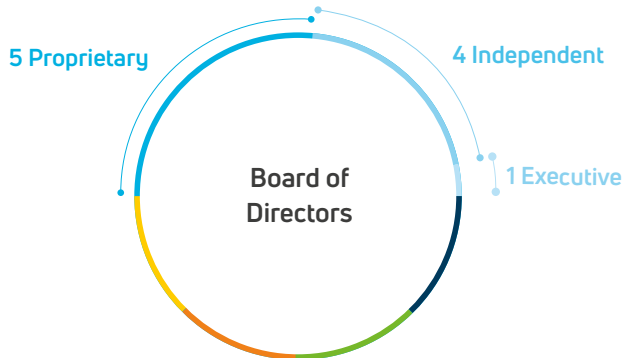 5 Proprietary
4 Independent
1 Executive
Board of
Directors